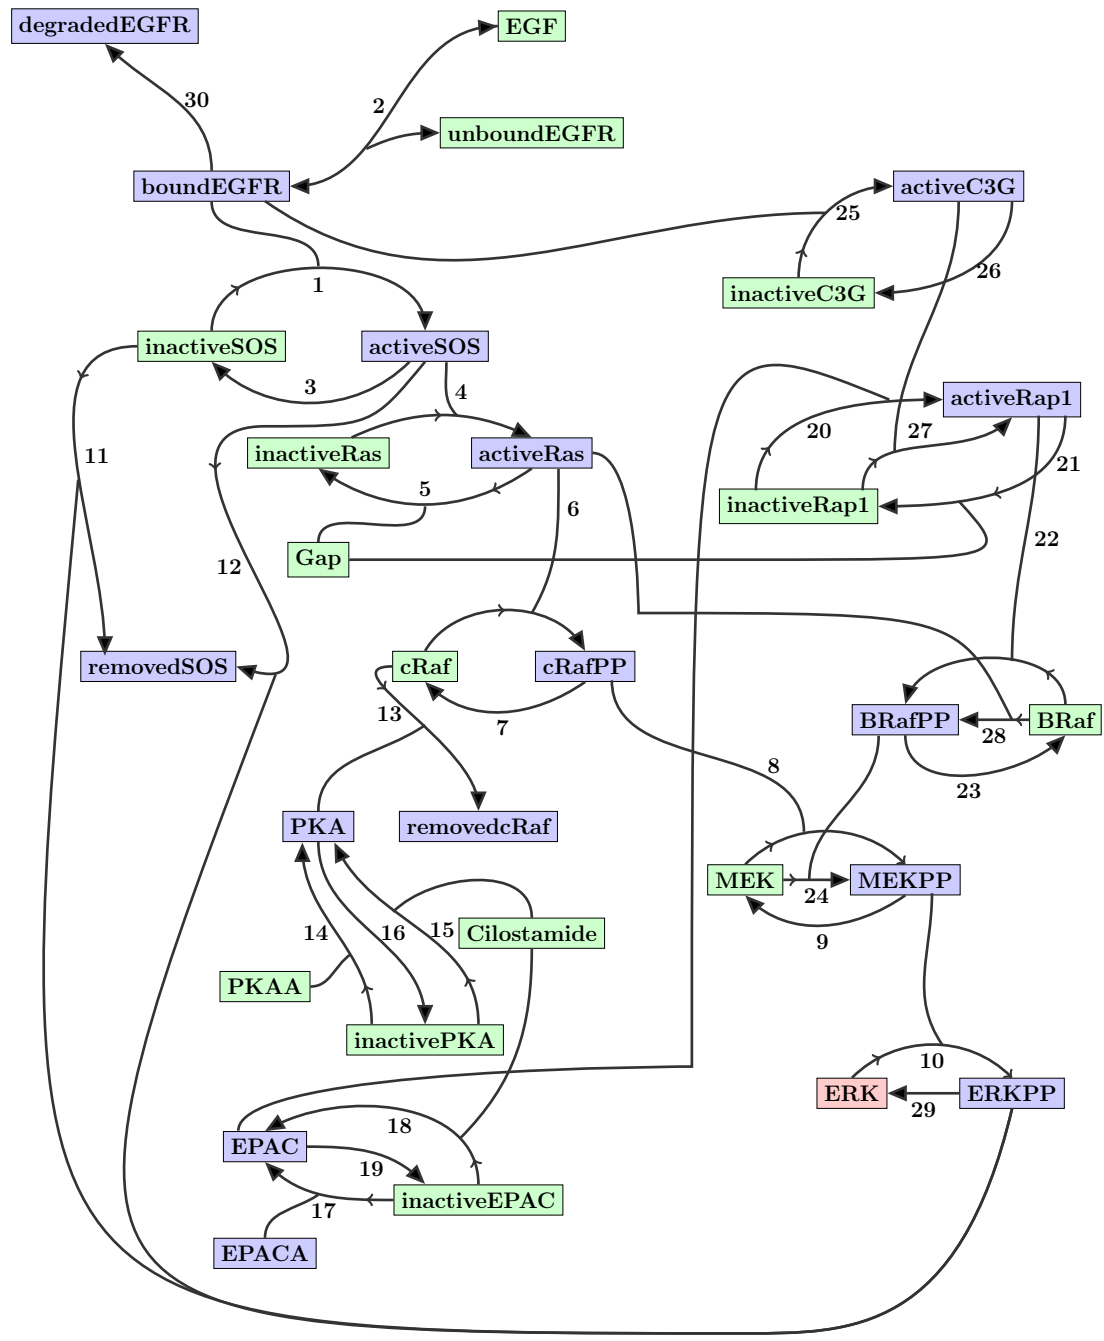 degradedEGFR
EGF
30
2
unboundEGFR
boundEGFR
activeC3G
25
26
1
inactiveC3G
inactiveSOS
activeSOS
3
4
activeRap1
20
27
11
inactiveRas
activeRas
21
5
6
inactiveRap1
22
Gap
12
removedSOS
cRaf
cRafPP
13
7
BRafPP
BRaf
28
8
23
PKA
removedcRaf
MEK
MEKPP
24
14
16
15
Cilostamide
9
PKAA
inactivePKA
10
ERK
ERKPP
29
18
EPAC
19
inactiveEPAC
17
EPACA